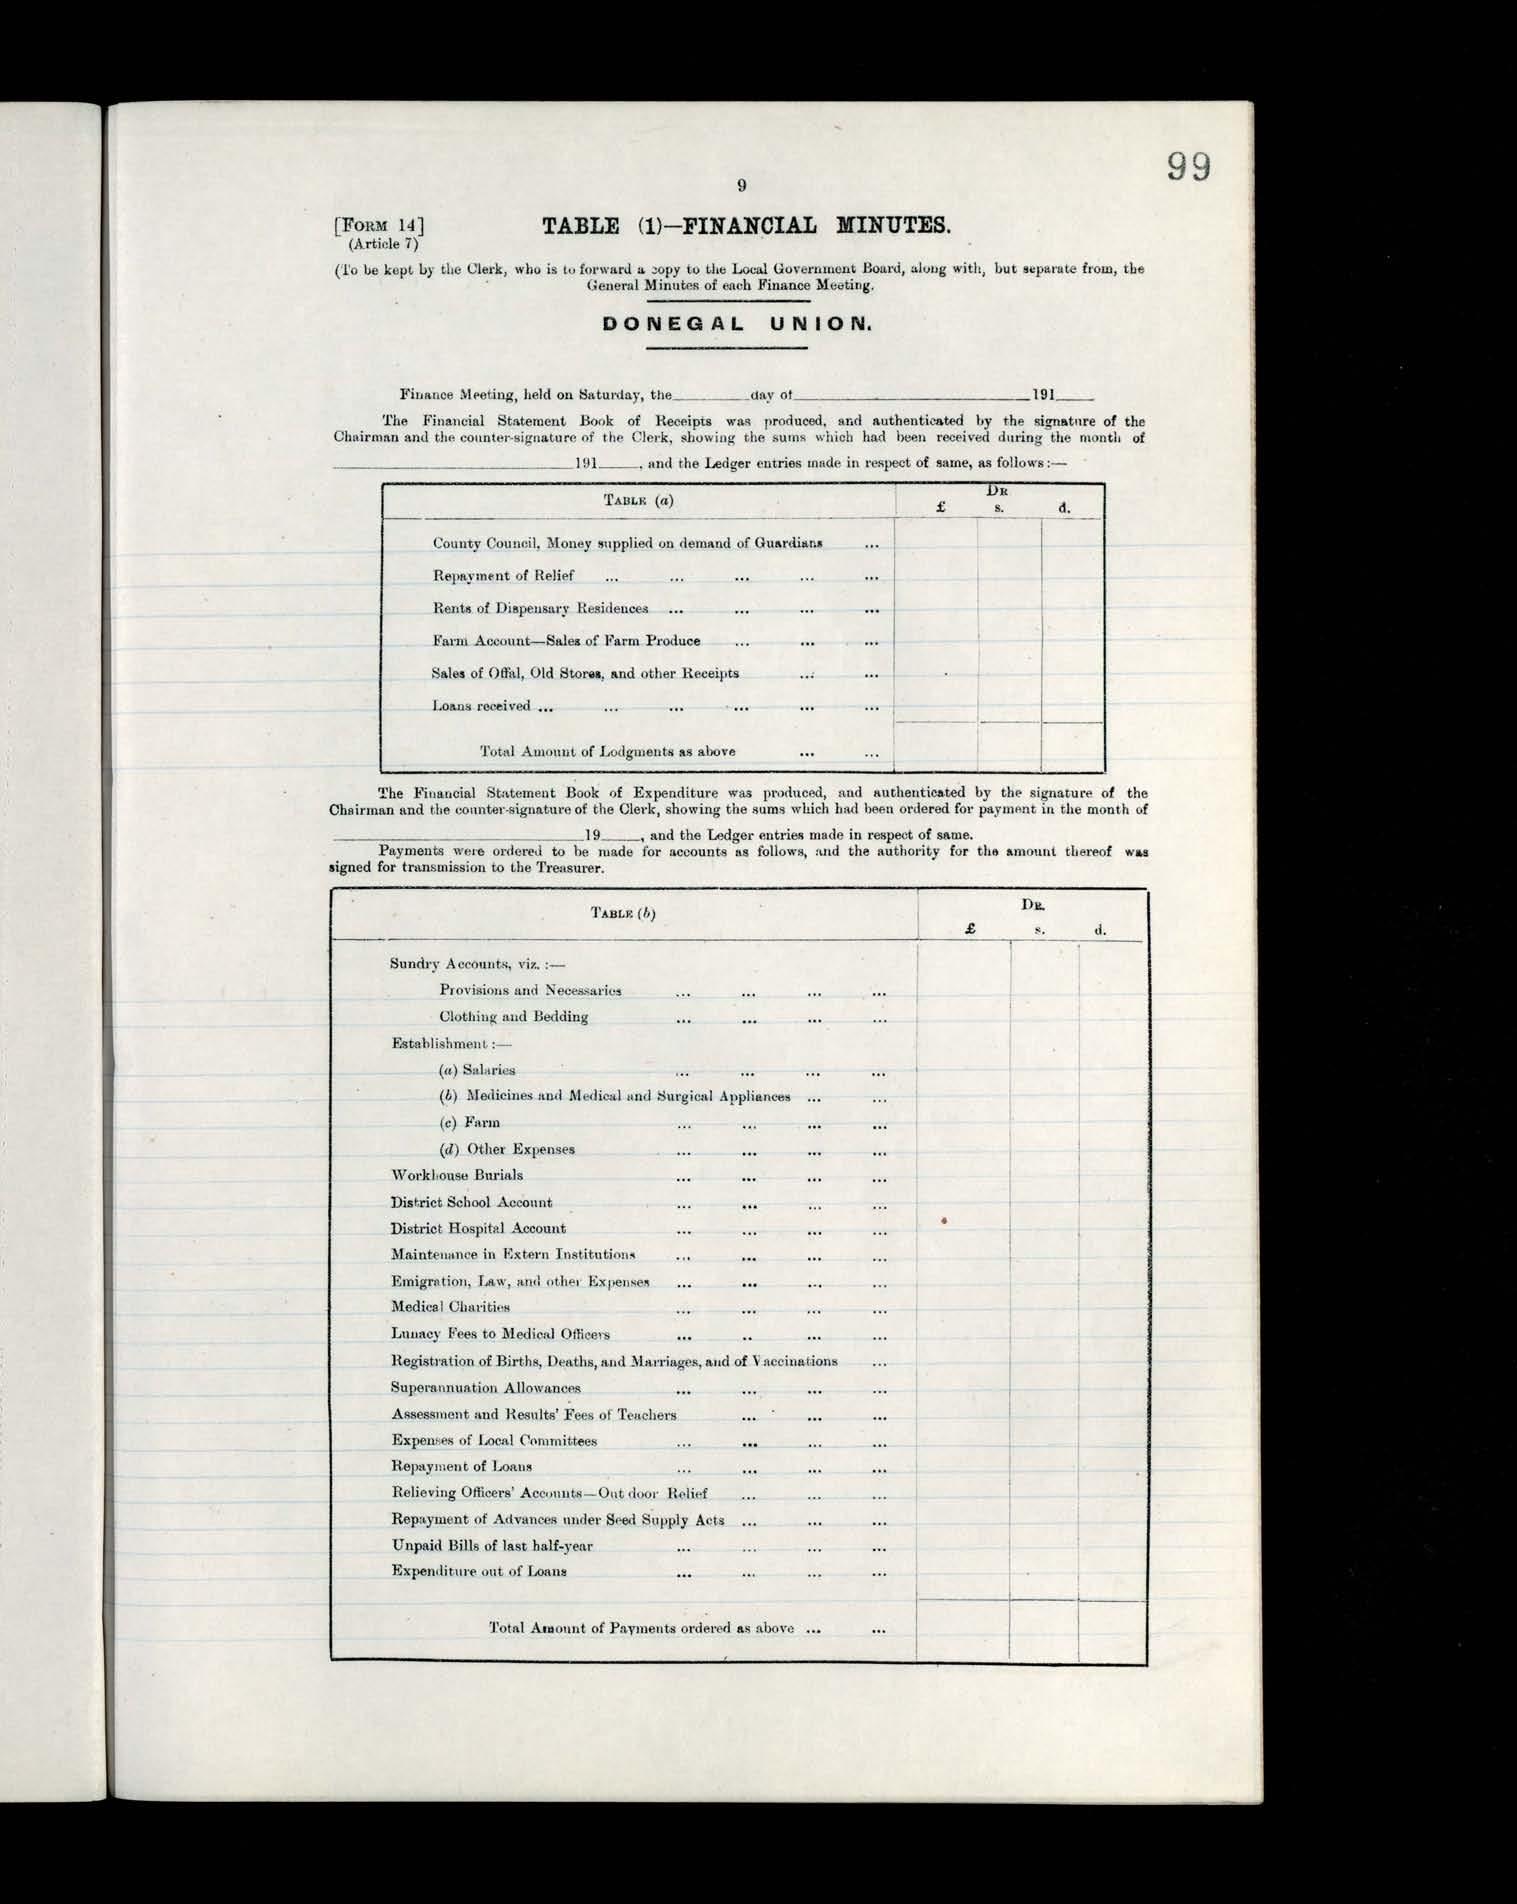 99
9
[FORM 14]
(Article 7)
TABLE (1)—FINANCIAL MINUTES.
(To be kept by the Clerk, who is to forward a copy to the Local Government Board, along with, but separate from, the
General Minutes of each Finance Meeting.
DONEGAL UNION.
Finance Meeting, held on Saturday, the________day of________________________191____
The Financial Statement Book of Receipts was produced, and authenticated by the signature of the
Chairman and the counter-signature of the Clerk, showing the sums which had been received during the month of
________________________191____, and the Ledger entries made in respect of same, as follows:—
TABLE (a)
DR
£ s. d.
County Council, Money supplied on demand of Guardians ...
Repayment of Relief ... ... ... ... ...
Rents of Dispensary Residences ... ... ... ...
Farm Account—Sales of Farm Produce ... ... ...
Sales of Offal, Old Stores, and other Receipts ... ...
Loans received ... ... ... ... ... ...
Total Amount of Lodgments as above ... ...
The Financial Statement Book of Expenditure was produced, and authenticated by the signature of the
Chairman and the counter-signature of the Clerk, showing the sums which had been ordered for payment in the month of
________________________19____, and the Ledger entries made in respect of same.
Payments were ordered to be made for accounts as follows, and the authority for the amount thereof was
signed for transmission to the Treasurer.
TABLE (b)
DR.
£ s. d.
Sundry Accounts, viz. :—
Provisions and Necessaries ... ... ... ...
Clothing and Bedding ... ... ... ...
Establishment :—
(a) Salaries ... ... ... ...
(b) Medicines and Medical and Surgical Appliances ... ...
(c) Farm ... ... ... ...
(d) Other Expenses ... ... ... ...
Workhouse Burials ... ... ... ...
District School Account ... ... ... ...
District Hospital Account ... ... ... ...
Maintenance in Extern Institutions ... ... ... ...
Emigration, Law, and other Expenses ... ... ... ...
Medical Charities ... ... ... ...
Lunacy Fees to Medical Officers ... .. ... ...
Registration of Births, Deaths, and Marriages, and of Vaccinations ...
Superannuation Allowances ... ... ... ...
Assessment and Results' Fees of Teachers ... ... ...
Expenses of Local Committees ... ... ... ...
Repayment of Loans ... ... ... ...
Relieving Officers' Accounts—Out door Relief ... ... ...
Repayment of Advances under Seed Supply Acts ... ... ...
Unpaid Bills of last half-year ... ... ... ...
Expenditure out of Loans ... ... ... ...
Total Amount of Payments ordered as above ... ...